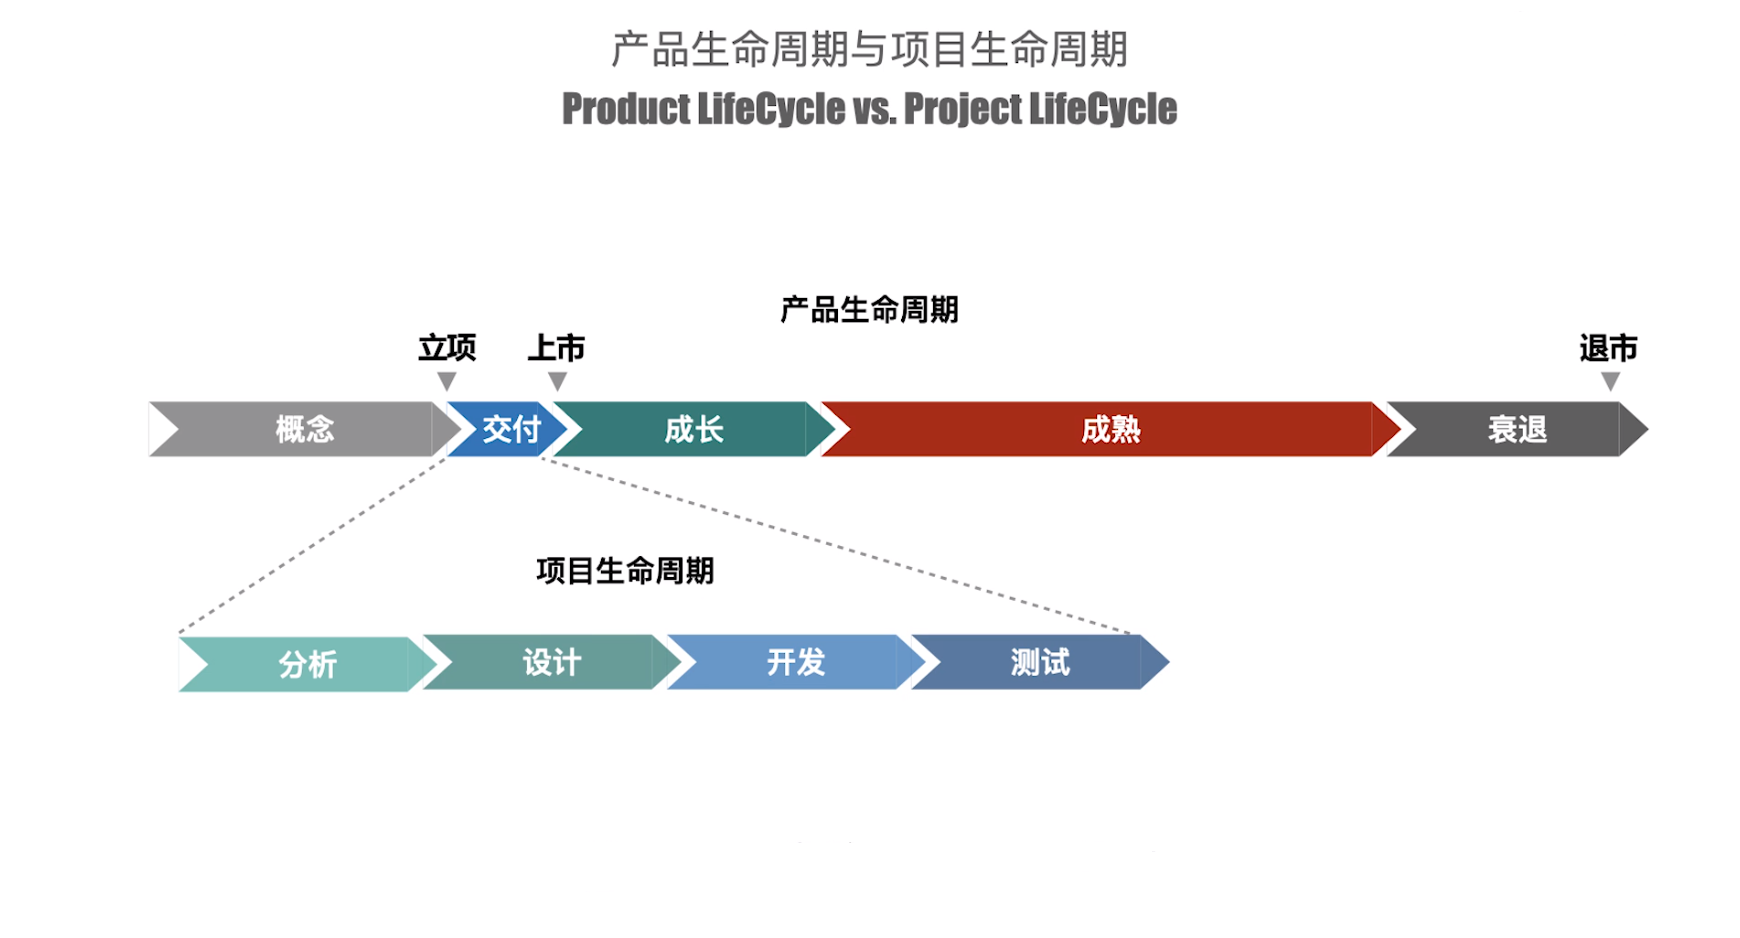 产品生命周期与项目生命周期
Product LifeCycle vs. Project LifeCycle
产品生命周期
立项 上市 退市
概念 交付 成长 成熟 衰退
项目生命周期
分析 设计 开发 测试